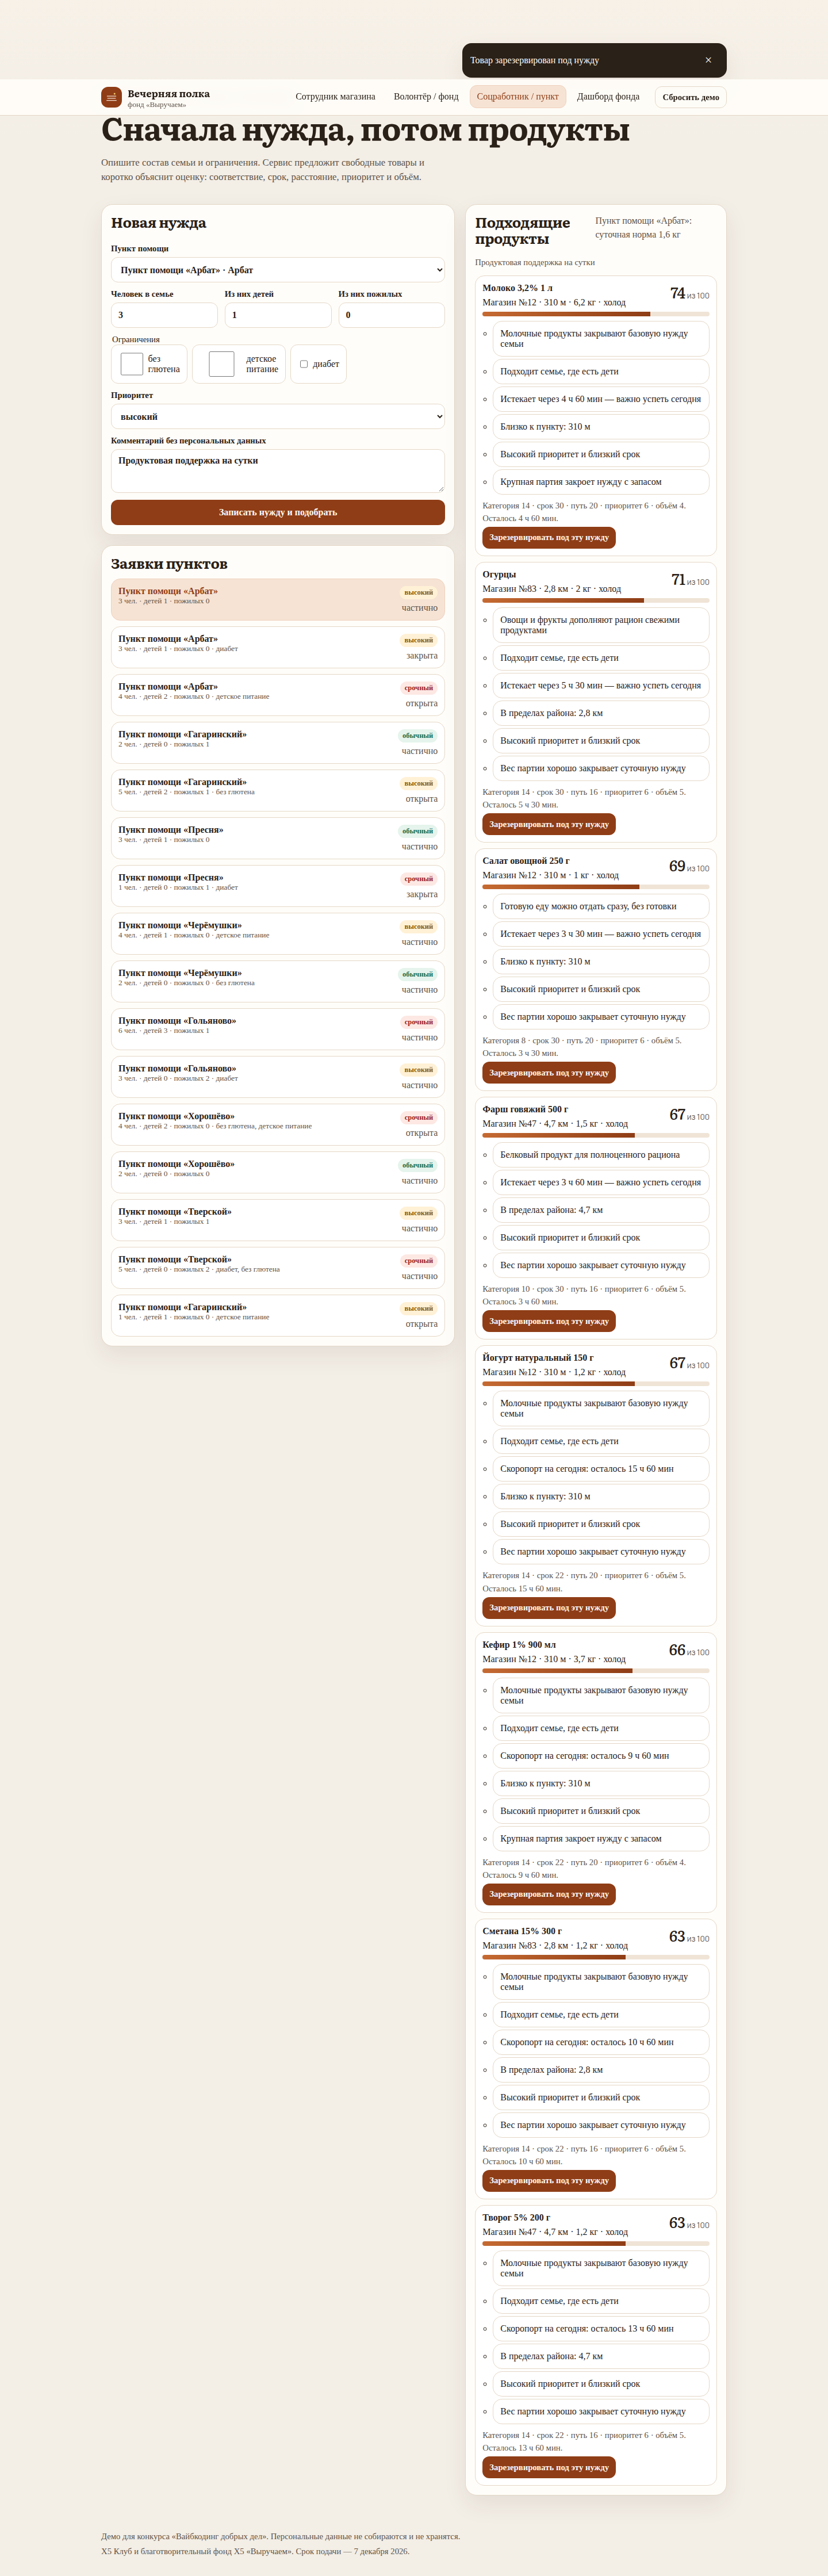 Товар зарезервирован под нужду ×
Вечерняя полка
фонд «Выручаем»
Сотрудник магазина Волонтёр / фонд Соцработник / пункт Дашборд фонда Сбросить демо
Сначала нужда, потом продукты
Опишите состав семьи и ограничения. Сервис предложит свободные товары и
коротко объяснит оценку: соответствие, срок, расстояние, приоритет и объём.
Новая нужда
Пункт помощи
Пункт помощи «Арбат» · Арбат
Человек в семье Из них детей Из них пожилых
3 1 0
Ограничения
без
глютена
детское
питание
диабет
Приоритет
высокий
Комментарий без персональных данных
Продуктовая поддержка на сутки
Записать нужду и подобрать
Заявки пунктов
Пункт помощи «Арбат» высокий
3 чел. · детей 1 · пожилых 0
частично
Пункт помощи «Арбат» высокий
3 чел. · детей 1 · пожилых 0 · диабет
закрыта
Пункт помощи «Арбат» срочный
4 чел. · детей 2 · пожилых 0 · детское питание
открыта
Пункт помощи «Гагаринский» обычный
2 чел. · детей 0 · пожилых 1
частично
Пункт помощи «Гагаринский» высокий
5 чел. · детей 2 · пожилых 1 · без глютена
открыта
Пункт помощи «Пресня» обычный
3 чел. · детей 1 · пожилых 0
частично
Пункт помощи «Пресня» срочный
1 чел. · детей 0 · пожилых 1 · диабет
закрыта
Пункт помощи «Черёмушки» высокий
4 чел. · детей 1 · пожилых 0 · детское питание
частично
Пункт помощи «Черёмушки» обычный
2 чел. · детей 0 · пожилых 0 · без глютена
частично
Пункт помощи «Гольяново» срочный
6 чел. · детей 3 · пожилых 1
частично
Пункт помощи «Гольяново» высокий
3 чел. · детей 0 · пожилых 2 · диабет
частично
Пункт помощи «Хорошёво» срочный
4 чел. · детей 2 · пожилых 0 · без глютена, детское питание
открыта
Пункт помощи «Хорошёво» обычный
2 чел. · детей 0 · пожилых 0
частично
Пункт помощи «Тверской» высокий
3 чел. · детей 1 · пожилых 1
частично
Пункт помощи «Тверской» срочный
5 чел. · детей 0 · пожилых 2 · диабет, без глютена
частично
Пункт помощи «Гагаринский» высокий
1 чел. · детей 1 · пожилых 0 · детское питание
открыта
Подходящие
продукты
Пункт помощи «Арбат»:
суточная норма 1,6 кг
Продуктовая поддержка на сутки
Молоко 3,2% 1 л 74 из 100
Магазин №12 · 310 м · 6,2 кг · холод
Молочные продукты закрывают базовую нужду
семьи
Подходит семье, где есть дети
Истекает через 4 ч 60 мин — важно успеть сегодня
Близко к пункту: 310 м
Высокий приоритет и близкий срок
Крупная партия закроет нужду с запасом
Категория 14 · срок 30 · путь 20 · приоритет 6 · объём 4.
Осталось 4 ч 60 мин.
Зарезервировать под эту нужду
Огурцы 71 из 100
Магазин №83 · 2,8 км · 2 кг · холод
Овощи и фрукты дополняют рацион свежими
продуктами
Подходит семье, где есть дети
Истекает через 5 ч 30 мин — важно успеть сегодня
В пределах района: 2,8 км
Высокий приоритет и близкий срок
Вес партии хорошо закрывает суточную нужду
Категория 14 · срок 30 · путь 16 · приоритет 6 · объём 5.
Осталось 5 ч 30 мин.
Зарезервировать под эту нужду
Салат овощной 250 г 69 из 100
Магазин №12 · 310 м · 1 кг · холод
Готовую еду можно отдать сразу, без готовки
Истекает через 3 ч 30 мин — важно успеть сегодня
Близко к пункту: 310 м
Высокий приоритет и близкий срок
Вес партии хорошо закрывает суточную нужду
Категория 8 · срок 30 · путь 20 · приоритет 6 · объём 5.
Осталось 3 ч 30 мин.
Зарезервировать под эту нужду
Фарш говяжий 500 г 67 из 100
Магазин №47 · 4,7 км · 1,5 кг · холод
Белковый продукт для полноценного рациона
Истекает через 3 ч 60 мин — важно успеть сегодня
В пределах района: 4,7 км
Высокий приоритет и близкий срок
Вес партии хорошо закрывает суточную нужду
Категория 10 · срок 30 · путь 16 · приоритет 6 · объём 5.
Осталось 3 ч 60 мин.
Зарезервировать под эту нужду
Йогурт натуральный 150 г 67 из 100
Магазин №12 · 310 м · 1,2 кг · холод
Молочные продукты закрывают базовую нужду
семьи
Подходит семье, где есть дети
Скоропорт на сегодня: осталось 15 ч 60 мин
Близко к пункту: 310 м
Высокий приоритет и близкий срок
Вес партии хорошо закрывает суточную нужду
Категория 14 · срок 22 · путь 20 · приоритет 6 · объём 5.
Осталось 15 ч 60 мин.
Зарезервировать под эту нужду
Кефир 1% 900 мл 66 из 100
Магазин №12 · 310 м · 3,7 кг · холод
Молочные продукты закрывают базовую нужду
семьи
Подходит семье, где есть дети
Скоропорт на сегодня: осталось 9 ч 60 мин
Близко к пункту: 310 м
Высокий приоритет и близкий срок
Крупная партия закроет нужду с запасом
Категория 14 · срок 22 · путь 20 · приоритет 6 · объём 4.
Осталось 9 ч 60 мин.
Зарезервировать под эту нужду
Сметана 15% 300 г 63 из 100
Магазин №83 · 2,8 км · 1,2 кг · холод
Молочные продукты закрывают базовую нужду
семьи
Подходит семье, где есть дети
Скоропорт на сегодня: осталось 10 ч 60 мин
В пределах района: 2,8 км
Высокий приоритет и близкий срок
Вес партии хорошо закрывает суточную нужду
Категория 14 · срок 22 · путь 16 · приоритет 6 · объём 5.
Осталось 10 ч 60 мин.
Зарезервировать под эту нужду
Творог 5% 200 г 63 из 100
Магазин №47 · 4,7 км · 1,2 кг · холод
Молочные продукты закрывают базовую нужду
семьи
Подходит семье, где есть дети
Скоропорт на сегодня: осталось 13 ч 60 мин
В пределах района: 4,7 км
Высокий приоритет и близкий срок
Вес партии хорошо закрывает суточную нужду
Категория 14 · срок 22 · путь 16 · приоритет 6 · объём 5.
Осталось 13 ч 60 мин.
Зарезервировать под эту нужду
Демо для конкурса «Вайбкодинг добрых дел». Персональные данные не собираются и не хранятся.
X5 Клуб и благотворительный фонд X5 «Выручаем». Срок подачи — 7 декабря 2026.